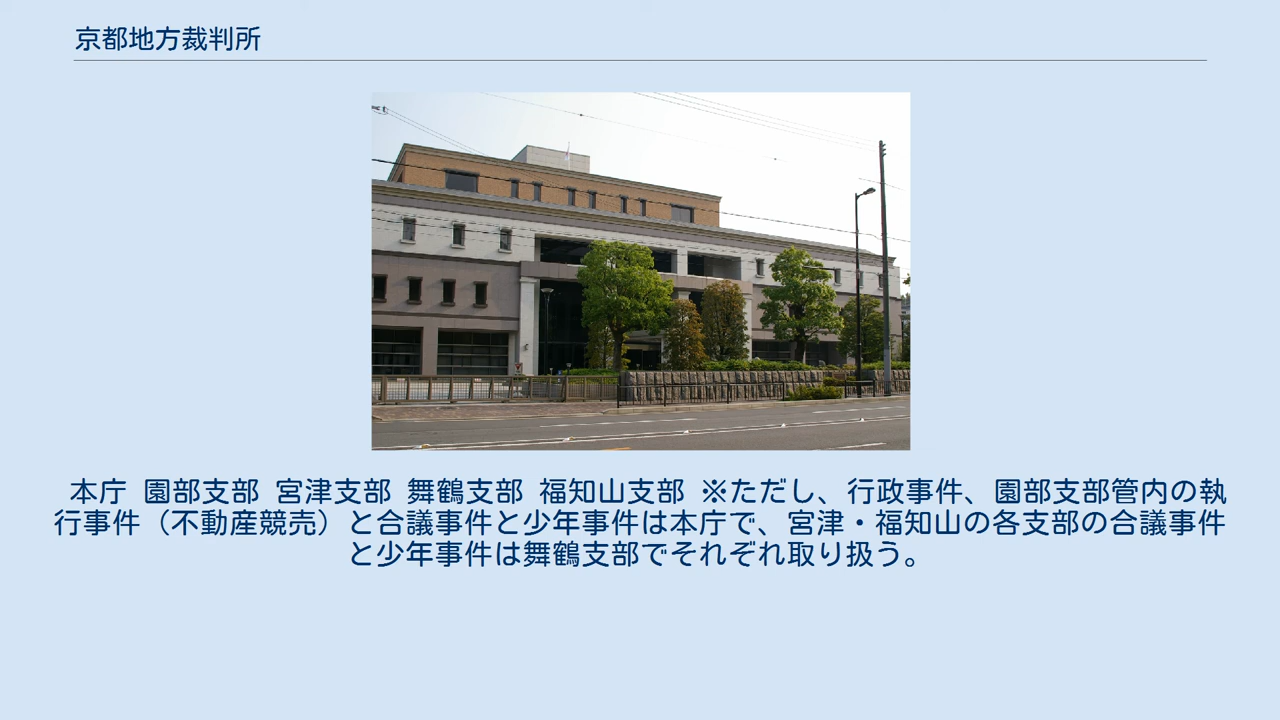 京都地方裁判所
本庁 園部支部 宮津支部 舞鶴支部 福知山支部 ※ただし、行政事件、園部支部管内の執
行事件（不動産競売）と合議事件と少年事件は本庁で、宮津・福知山の各支部の合議事件
と少年事件は舞鶴支部でそれぞれ取り扱う。